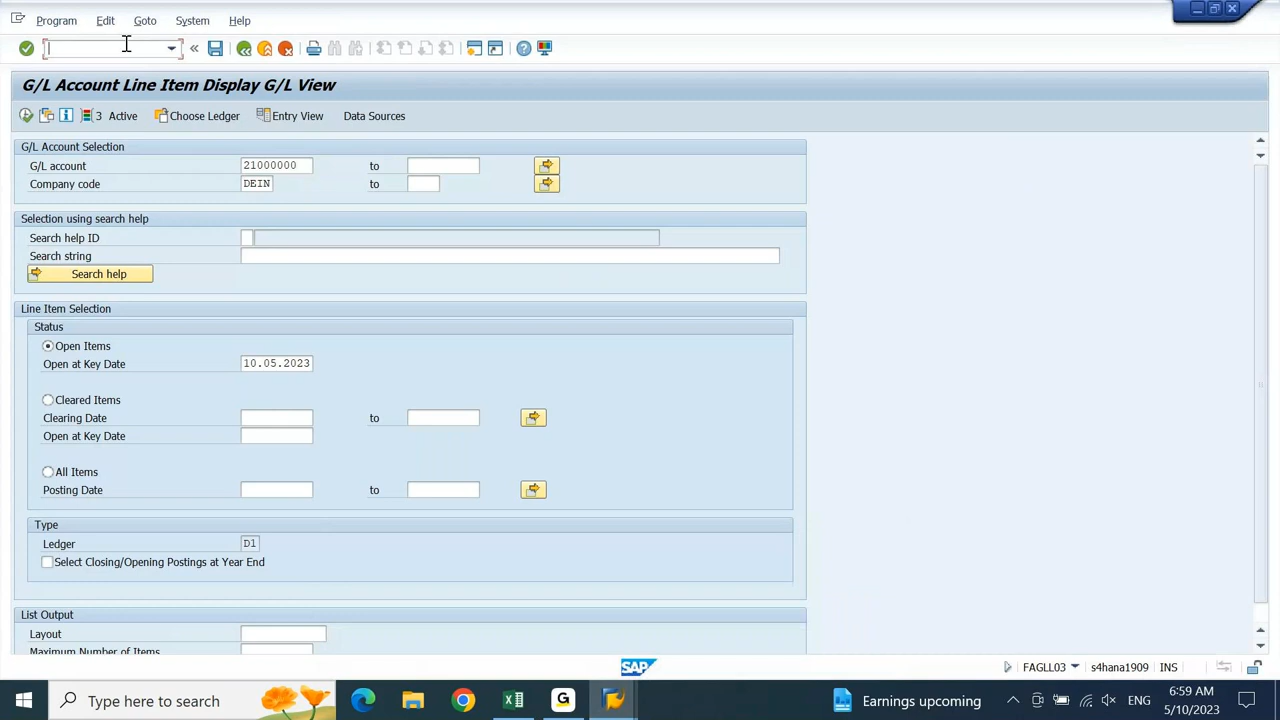 Program Edit Goto System Help
G/L Account Line Item Display G/L View
3 Active Choose Ledger Entry View Data Sources
G/L Account Selection
G/L account 21000000 to
Company code DEIN to
Selection using search help
Search help ID
Search string
Search help
Line Item Selection
Status
Open Items
Open at Key Date 10.05.2023
Cleared Items
Clearing Date to
Open at Key Date
All Items
Posting Date to
Type
Ledger D1
Select Closing/Opening Postings at Year End
List Output
Layout
Maximum Number of Items
SAP FAGLL03 s4hana1909 INS
Type here to search Earnings upcoming ENG 6:59 AM
5/10/2023